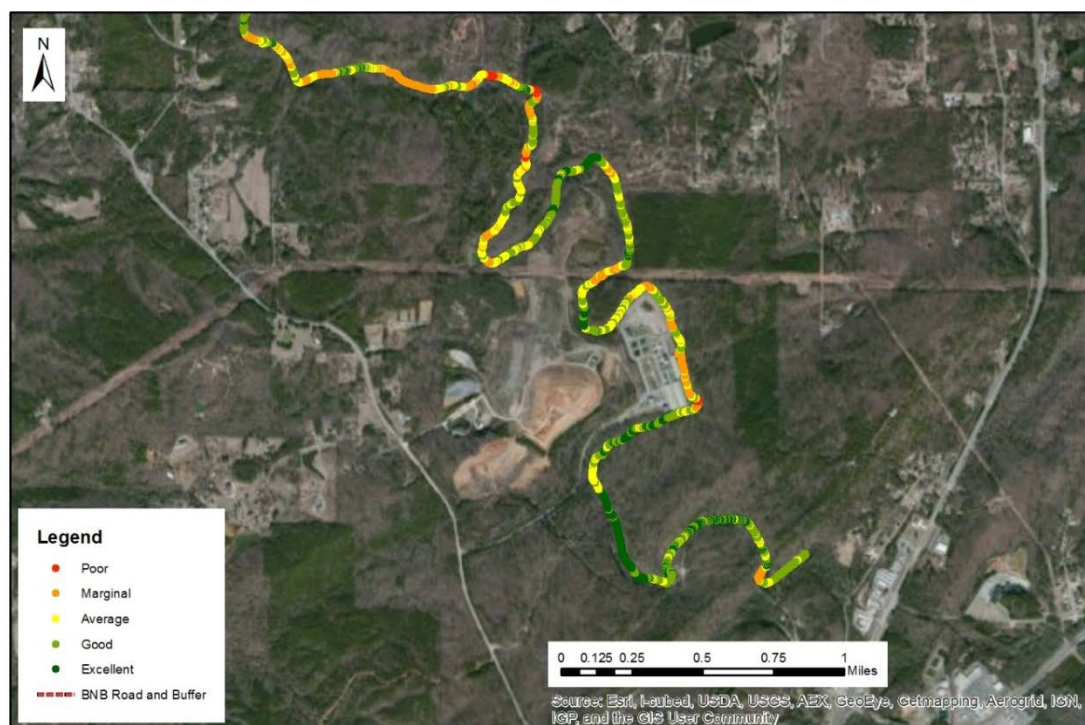 N
Legend
Poor
Marginal
Average
Good
Excellent
BNB Road and Buffer
0 0.125 0.25 0.5 0.75 1
Miles
Source: Esri, i-cubed, USDA, USGS, AEX, GeoEye, Getmapping, Aerogrid, IGN,
IGP, and the GIS User Community